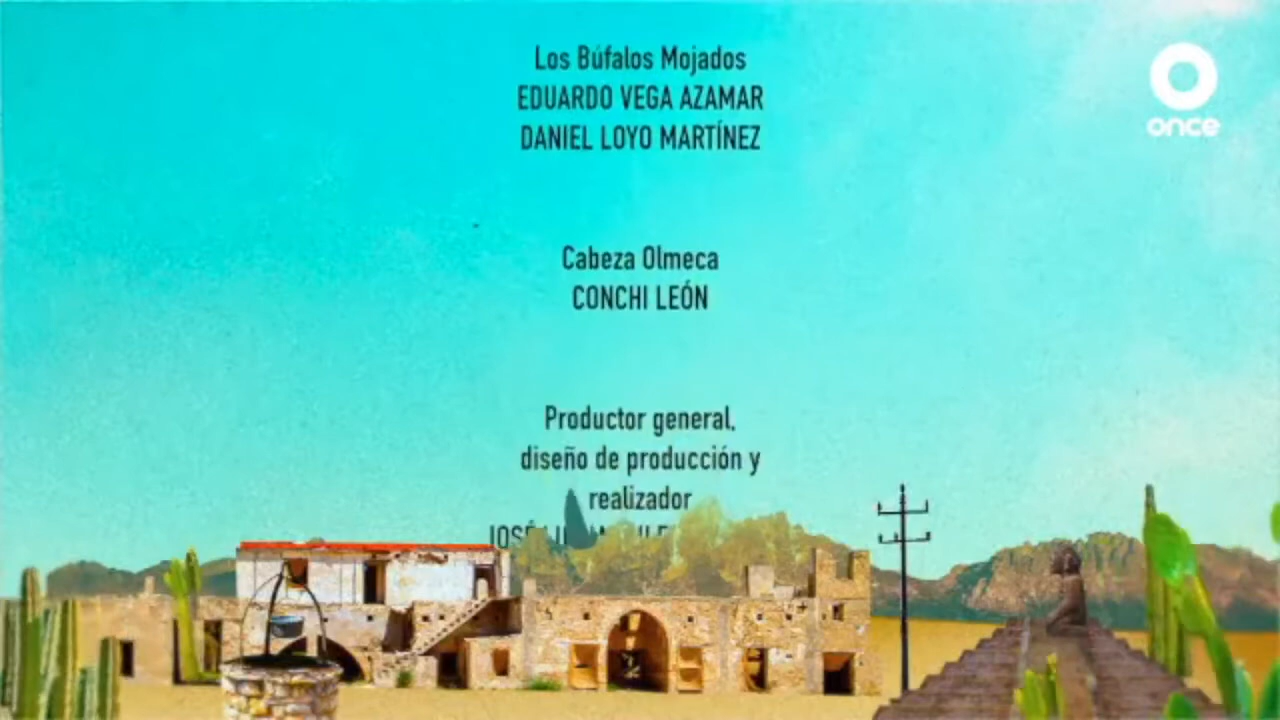 Los Búfalos Mojados
EDUARDO VEGA AZAMAR
DANIEL LOYO MARTÍNEZ
once
Cabeza Olmeca
CONCHI LEÓN
Productor general,
diseño de producción y
realizador
JOSÉ